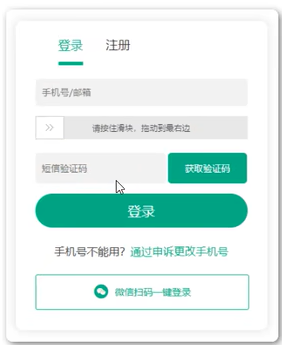 登录 注册
手机号/邮箱
请按住滑块，拖动到最右边
短信验证码 获取验证码
登录
手机号不能用？通过申诉更改手机号
微信扫码一键登录